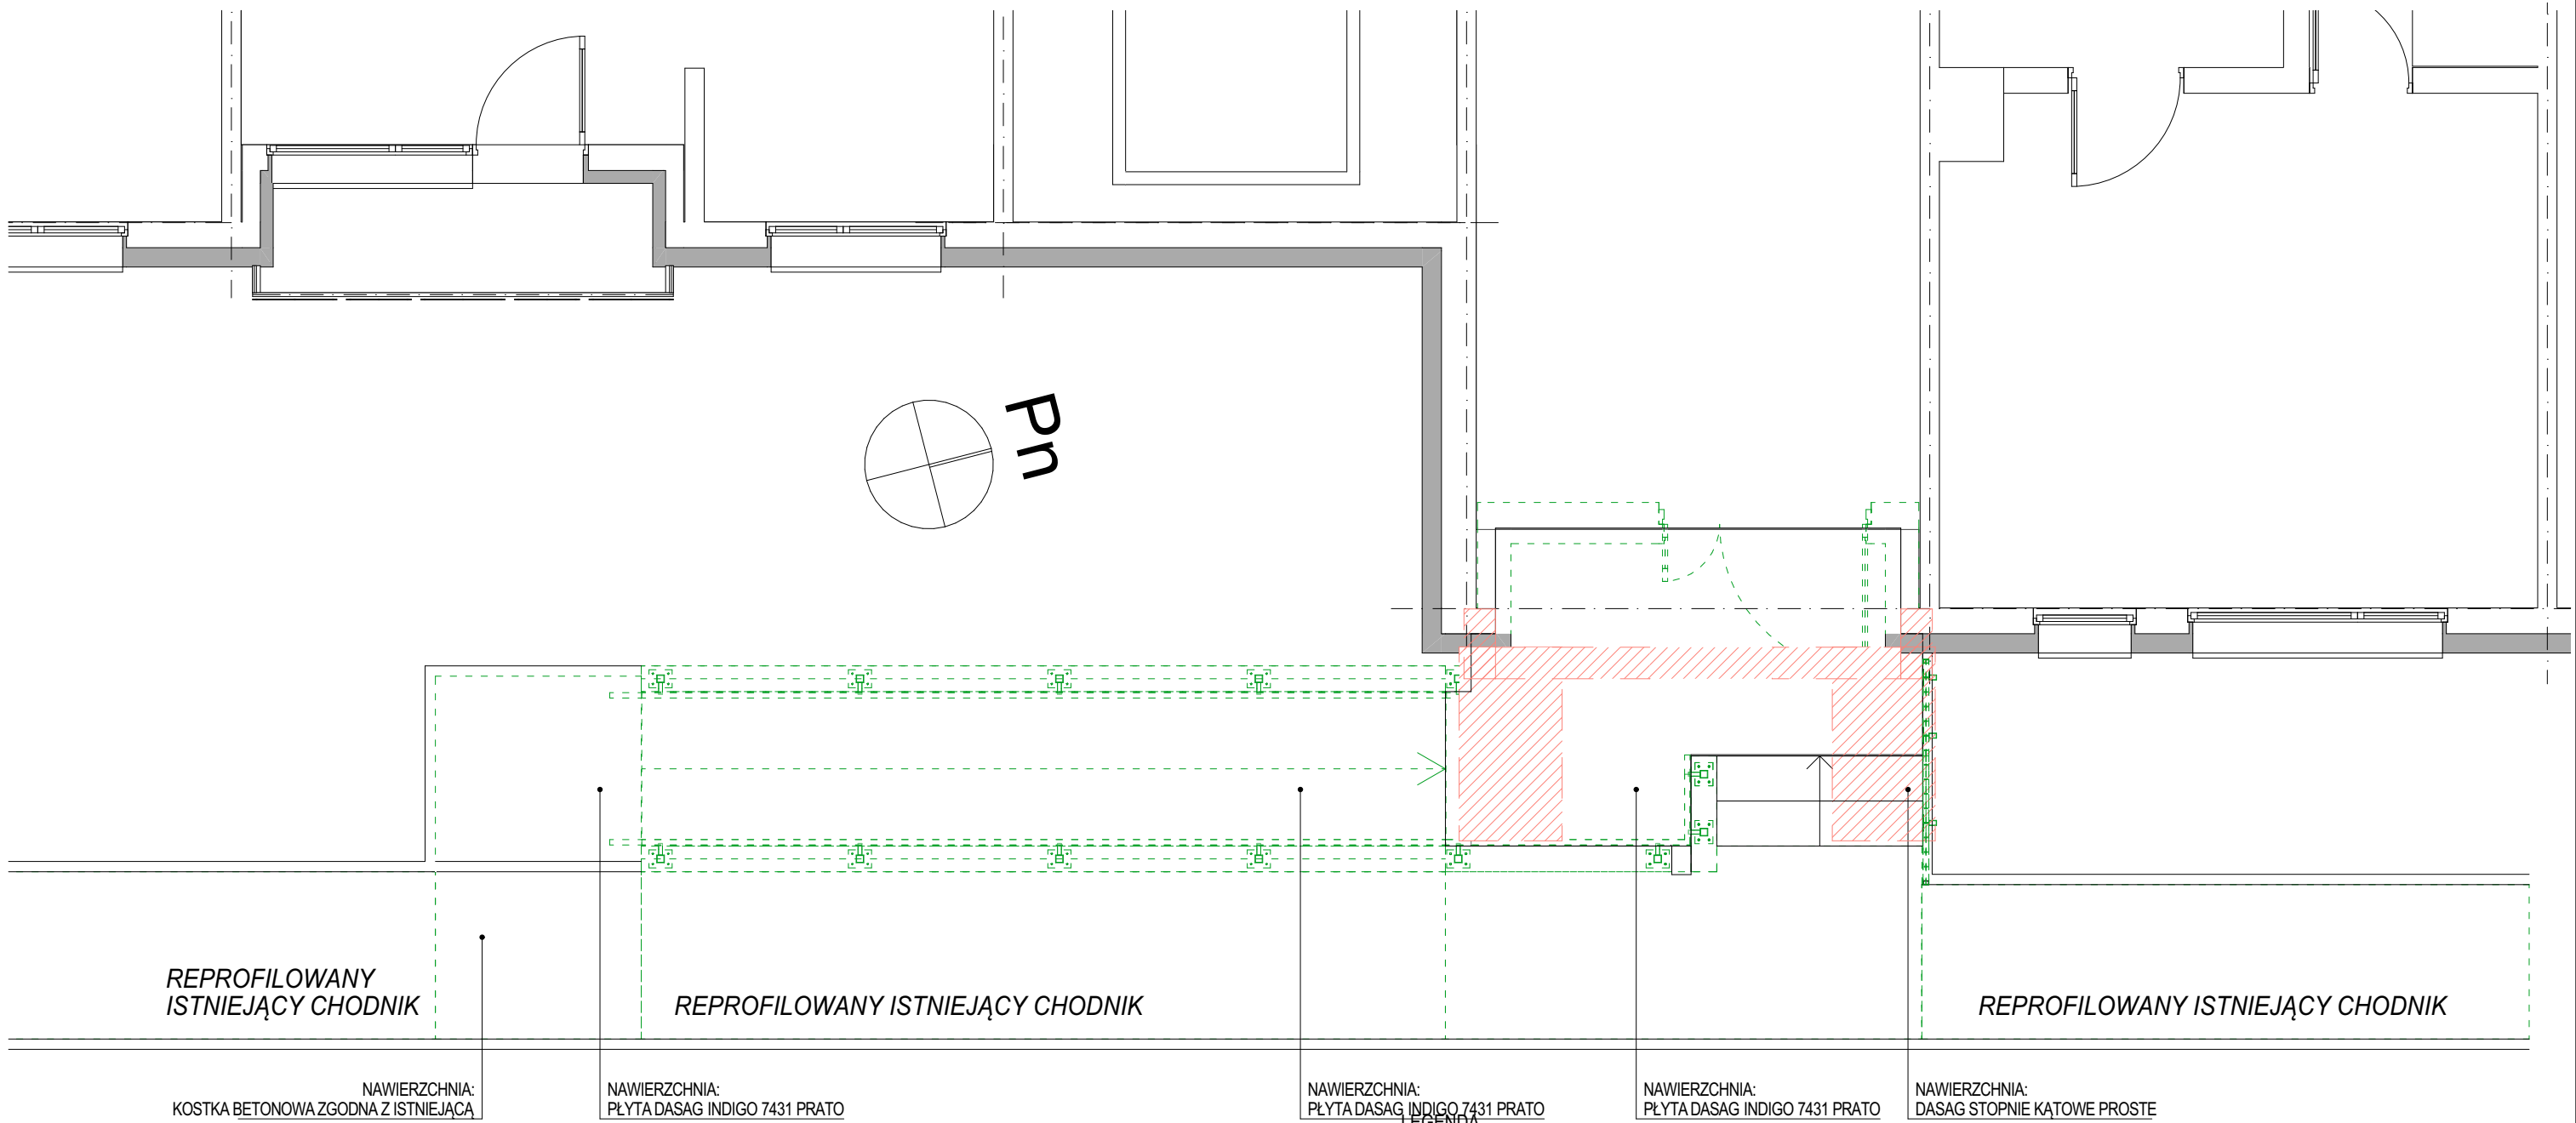 Pn
REPROFILOWANY
ISTNIEJĄCY CHODNIK
REPROFILOWANY ISTNIEJĄCY CHODNIK
REPROFILOWANY ISTNIEJĄCY CHODNIK
NAWIERZCHNIA:
KOSTKA BETONOWA ZGODNA Z ISTNIEJĄCĄ
NAWIERZCHNIA:
PŁYTA DASAG INDIGO 7431 PRATO
NAWIERZCHNIA:
PŁYTA DASAG INDIGO 7431 PRATO
NAWIERZCHNIA:
PŁYTA DASAG INDIGO 7431 PRATO
NAWIERZCHNIA:
DASAG STOPNIE KĄTOWE PROSTE
LEGENDA